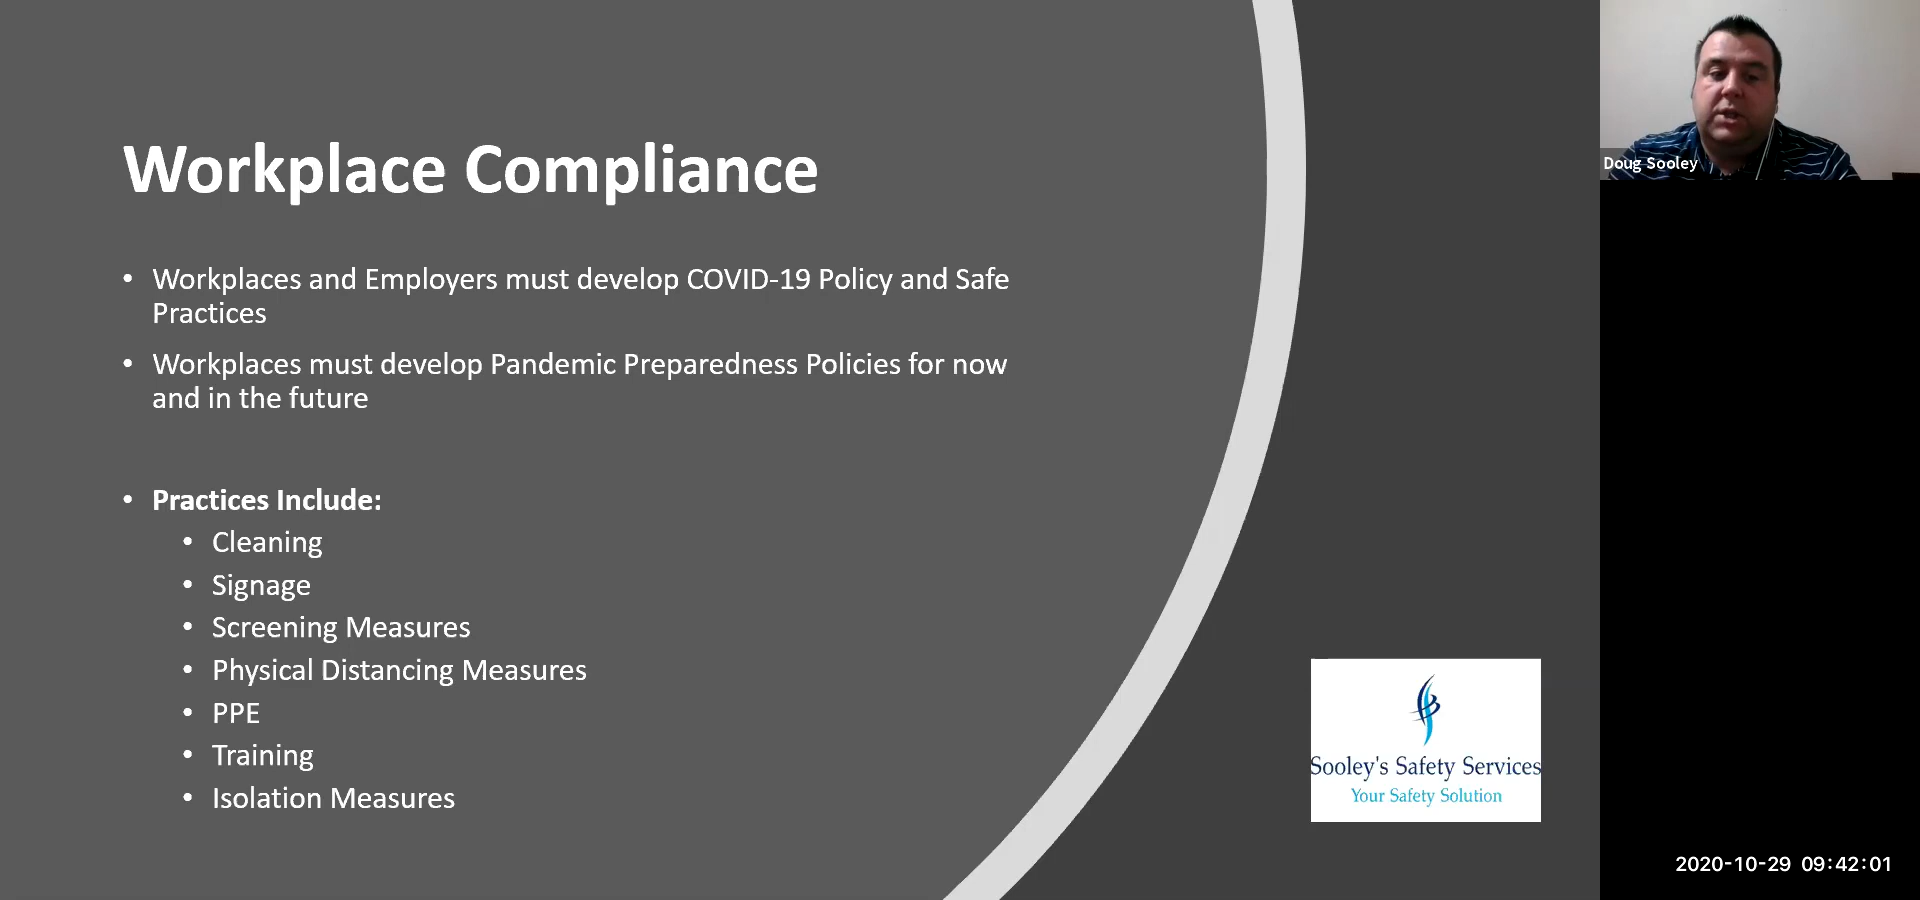 Workplace Compliance
• Workplaces and Employers must develop COVID-19 Policy and Safe
Practices
• Workplaces must develop Pandemic Preparedness Policies for now
and in the future
• Practices Include:
• Cleaning
• Signage
• Screening Measures
• Physical Distancing Measures
• PPE
• Training
• Isolation Measures
Sooley's Safety Services
Your Safety Solution
Doug Sooley
2020-10-29 09:42:01